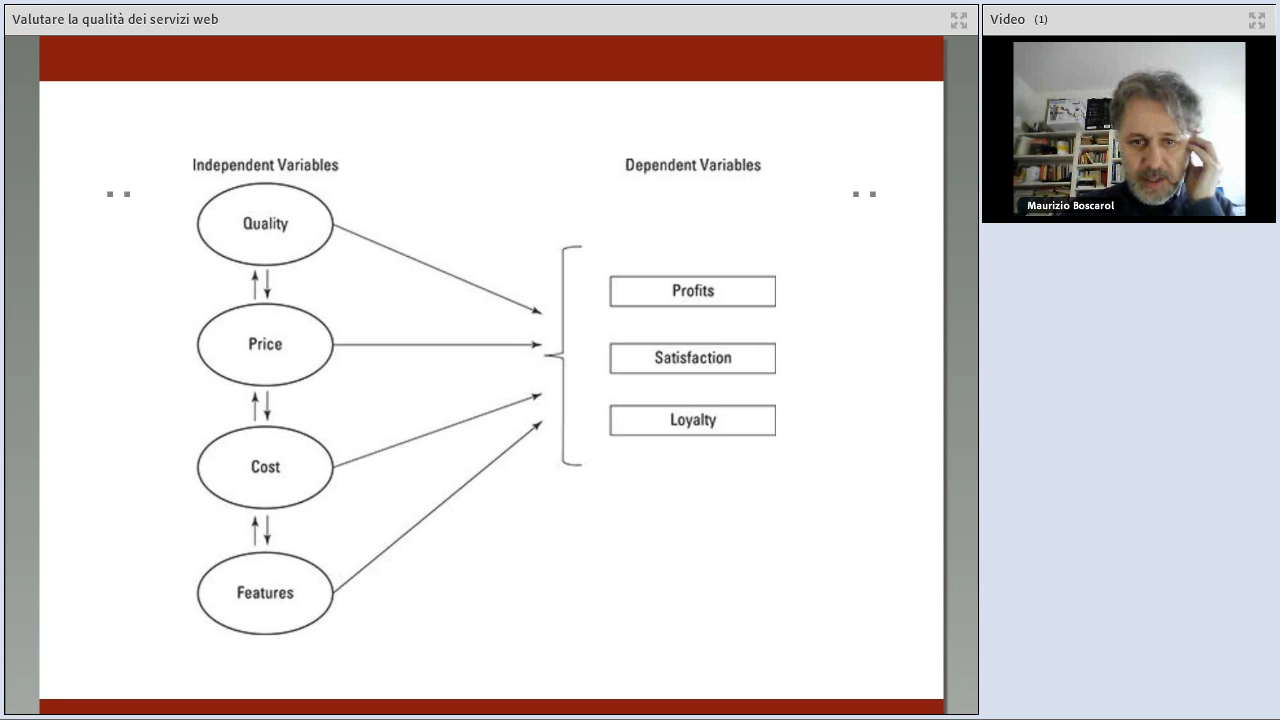 Valutare la qualità dei servizi web
Video (1)
Maurizio Boscarol
Independent Variables
Dependent Variables
Quality
Price
Cost
Features
Profits
Satisfaction
Loyalty